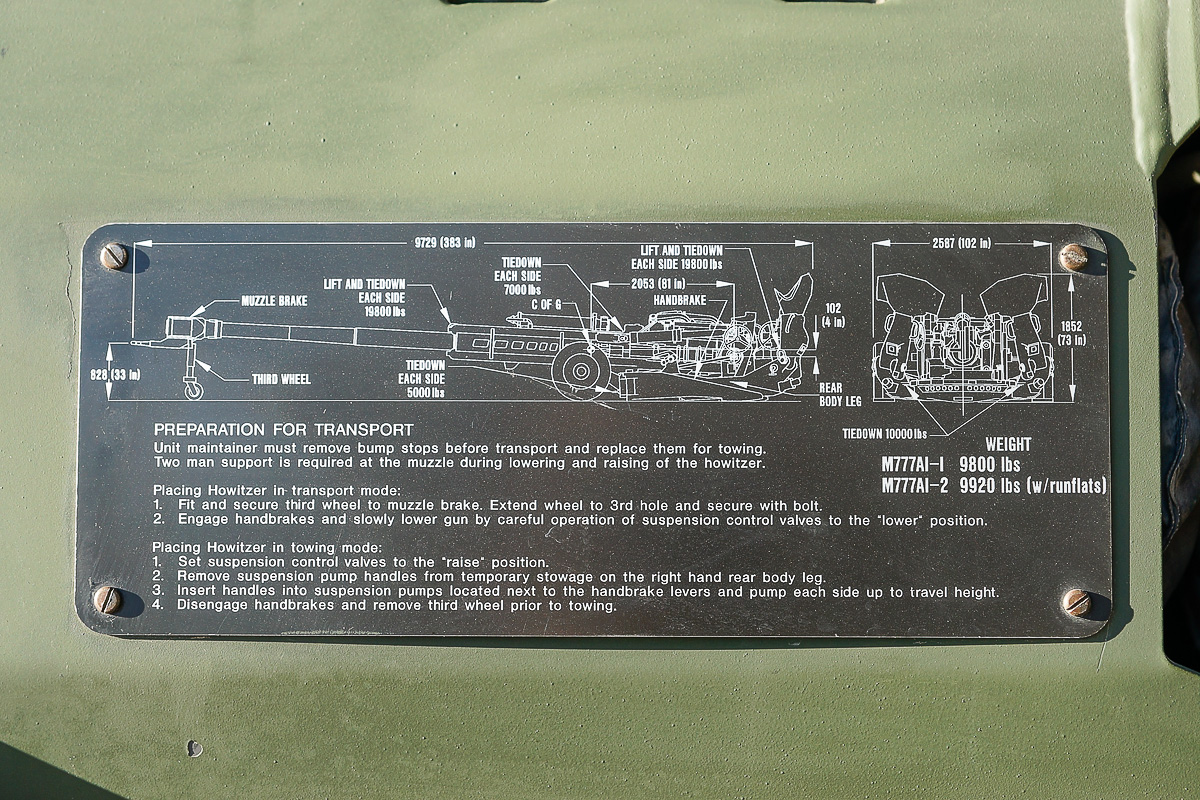 9729 (383 in)
2587 (102 in)
LIFT AND TIEDOWN
EACH SIDE 19800 lbs
TIEDOWN
EACH SIDE
7000 lbs
2053 (81 in)
LIFT AND TIEDOWN
EACH SIDE
19800 lbs
MUZZLE BRAKE
C OF G
HANDBRAKE
102
(4 in)
1852
(73 in)
828 (33 in)
THIRD WHEEL
TIEDOWN
EACH SIDE
5000 lbs
REAR
BODY LEG
TIEDOWN 10000 lbs
WEIGHT
M777A1-1 9800 lbs
M777A1-2 9920 lbs (w/runflats)
PREPARATION FOR TRANSPORT
Unit maintainer must remove bump stops before transport and replace them for towing.
Two man support is required at the muzzle during lowering and raising of the howitzer.
Placing Howitzer in transport mode:
1. Fit and secure third wheel to muzzle brake. Extend wheel to 3rd hole and secure with bolt.
2. Engage handbrakes and slowly lower gun by careful operation of suspension control valves to the "lower" position.
Placing Howitzer in towing mode:
1. Set suspension control valves to the "raise" position.
2. Remove suspension pump handles from temporary stowage on the right hand rear body leg.
3. Insert handles into suspension pumps located next to the handbrake levers and pump each side up to travel height.
4. Disengage handbrakes and remove third wheel prior to towing.